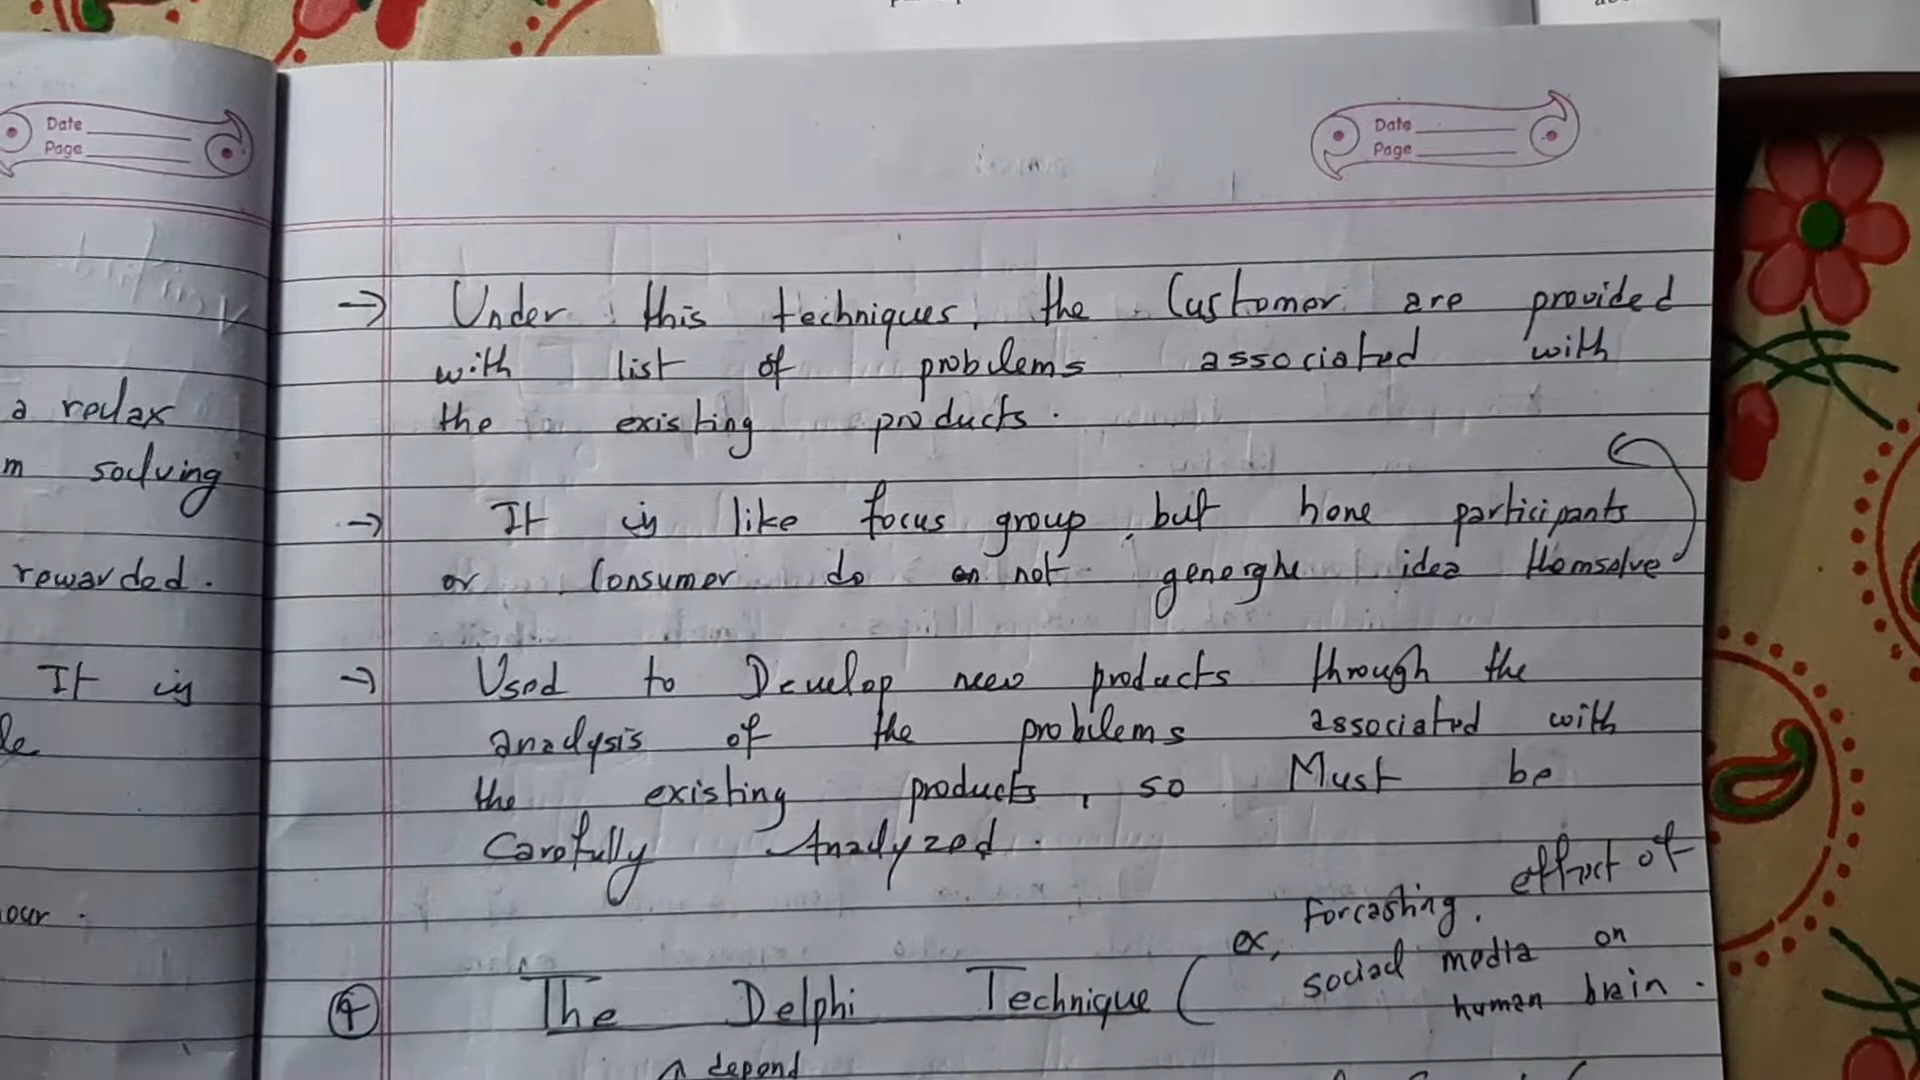 Date
Page
a relax
m solving
rewarded.
It is
le
our.
Date
Page
→ Under this techniques, the Customer are provided
with list of problems associated with
the existing products.
→ It is like focus group, but hone participants
or Consumer do not generate idea themselve
→ Used to Develop new products through the
analysis of the probilems associated with
the existing products, so Must be
Carefully Analyzed.
④ The Delphi Technique ( ex, Forcasting. effect of
social media on
human brain.
depend